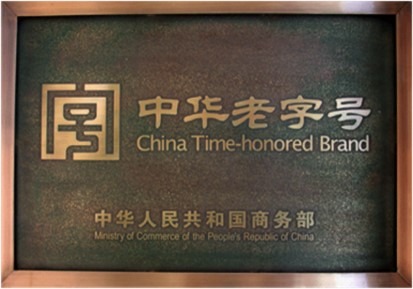 中华老字号
China Time-honored Brand
中华人民共和国商务部
Ministry of Commerce of the People's Republic of China